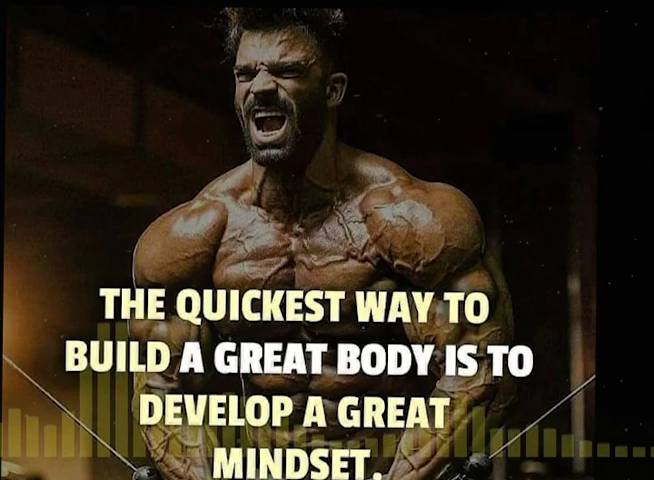 THE QUICKEST WAY TO
BUILD A GREAT BODY IS TO
DEVELOP A GREAT
MINDSET.